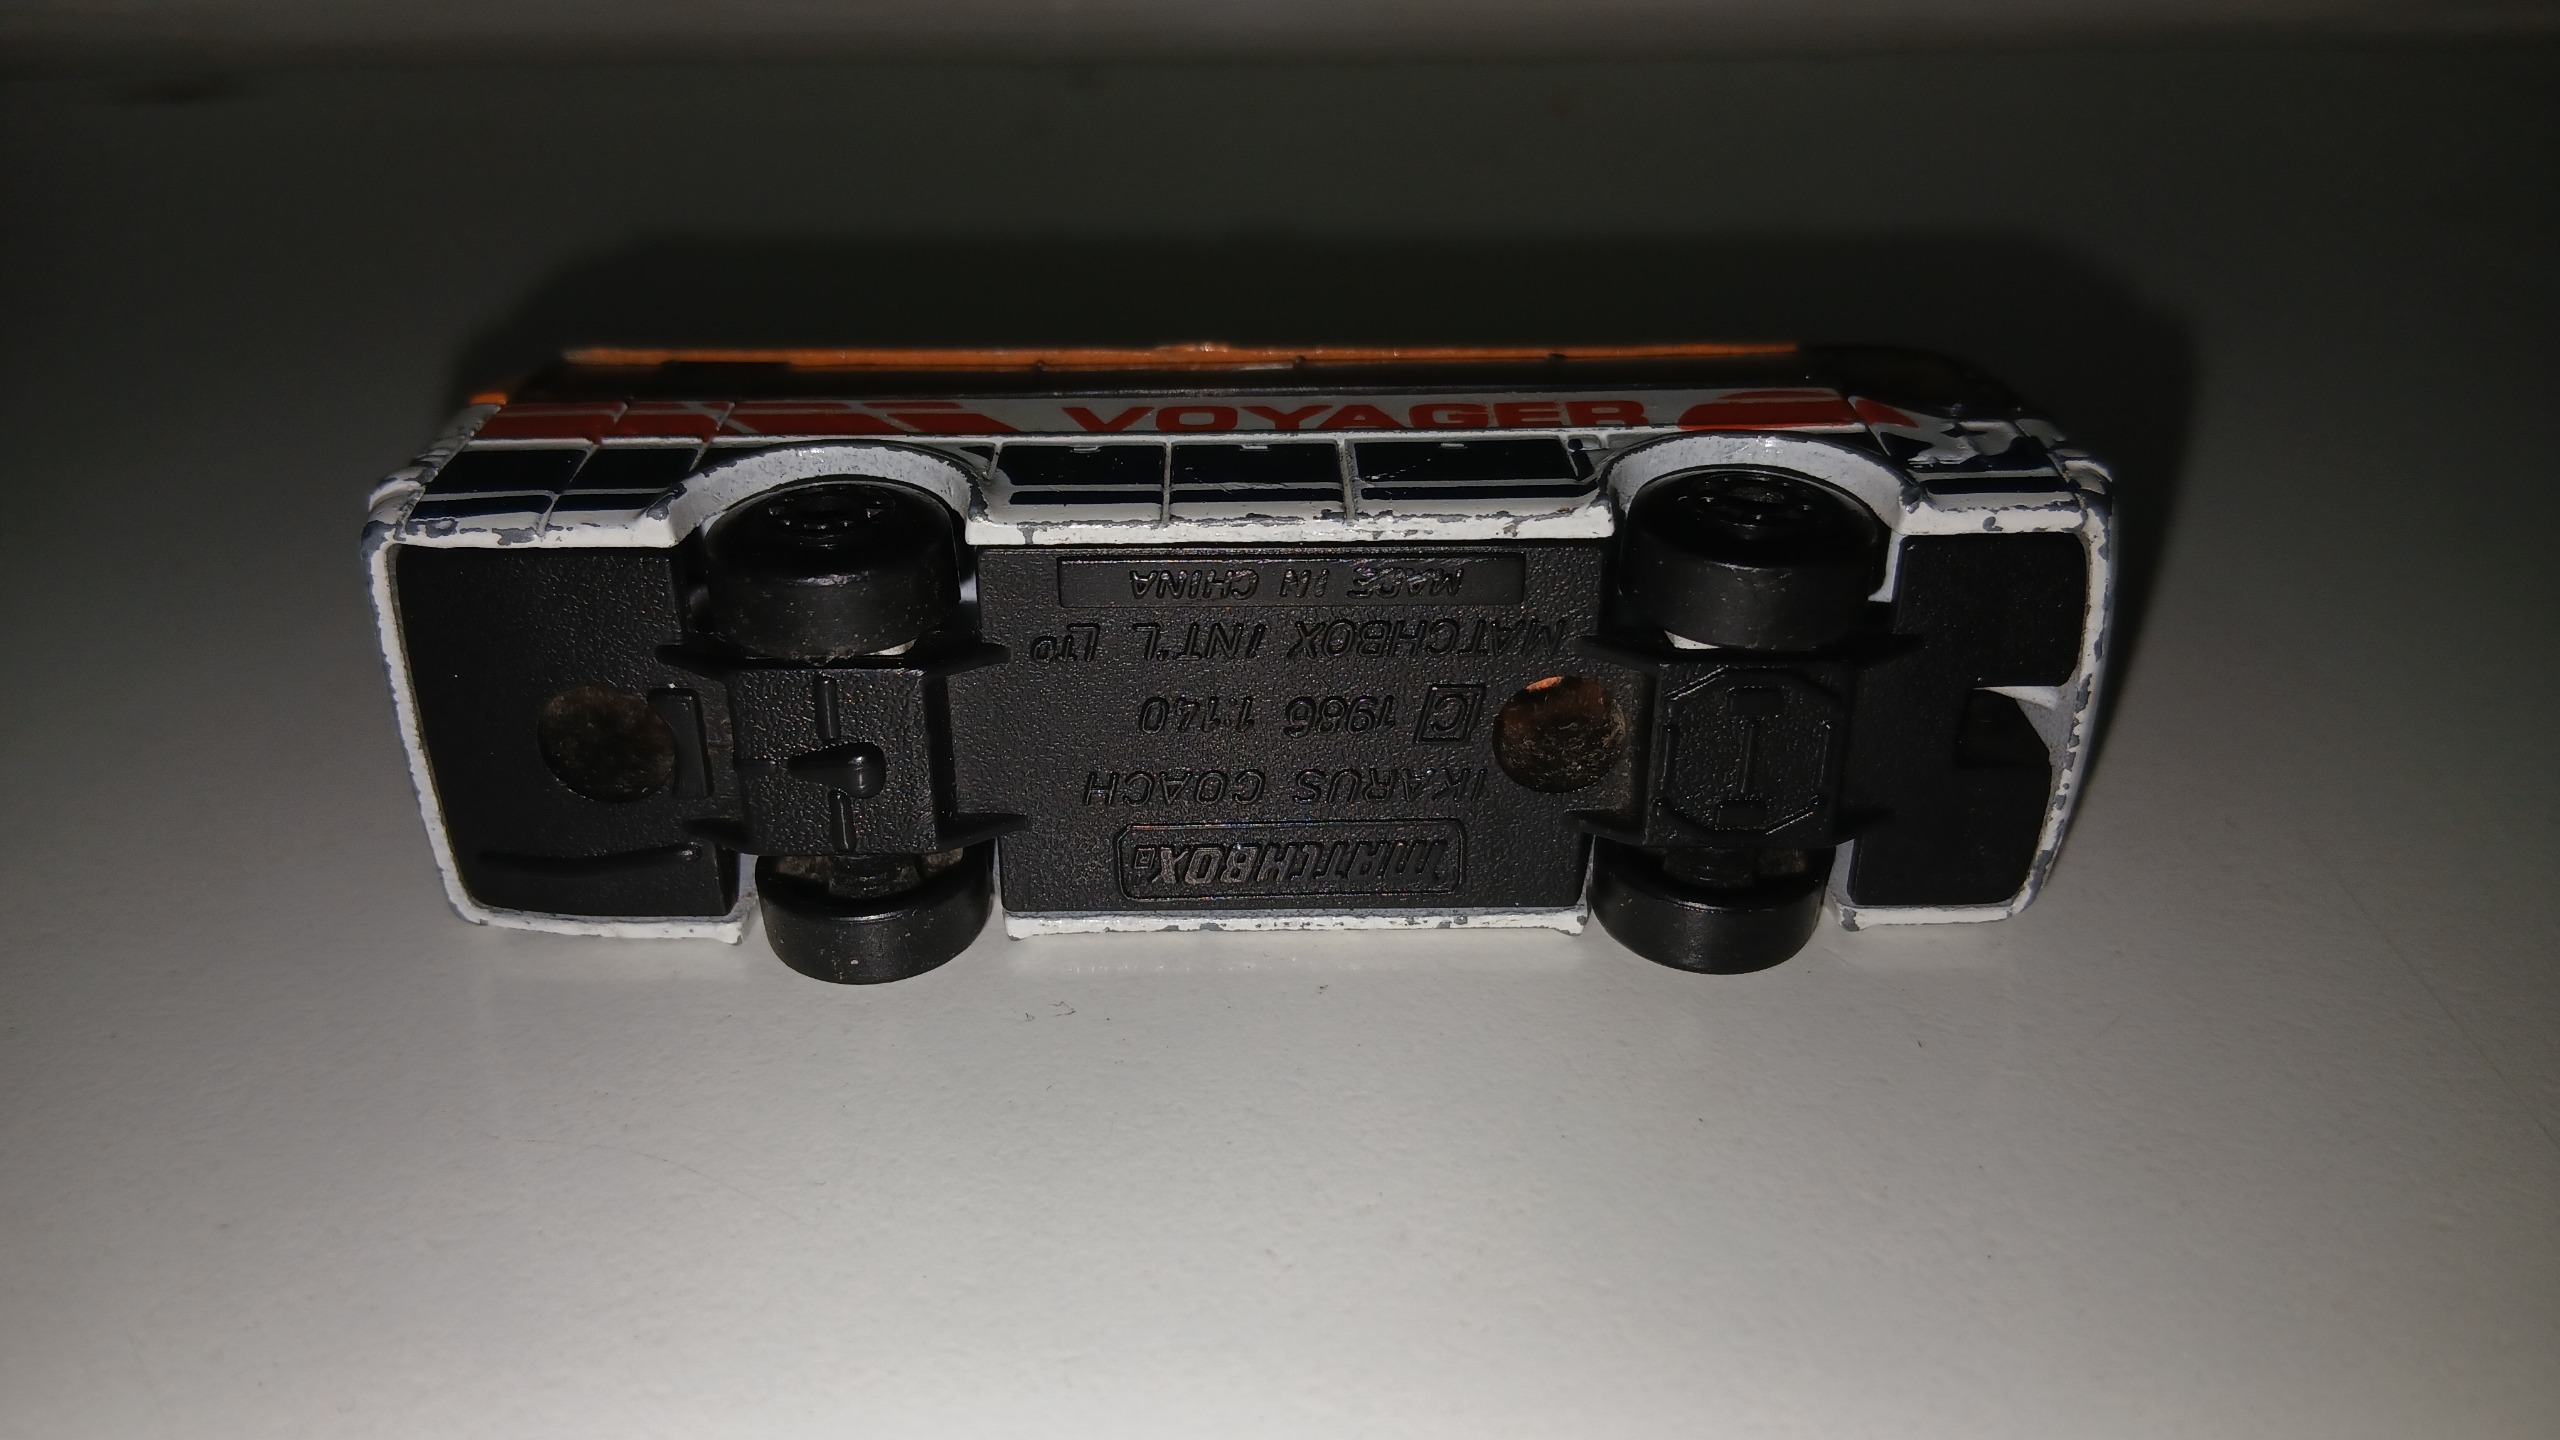 VOYAGER
MATCHBOX
IKARUS COACH
C 1986 1:140
MATCHBOX INT'L LTD
MADE IN CHINA